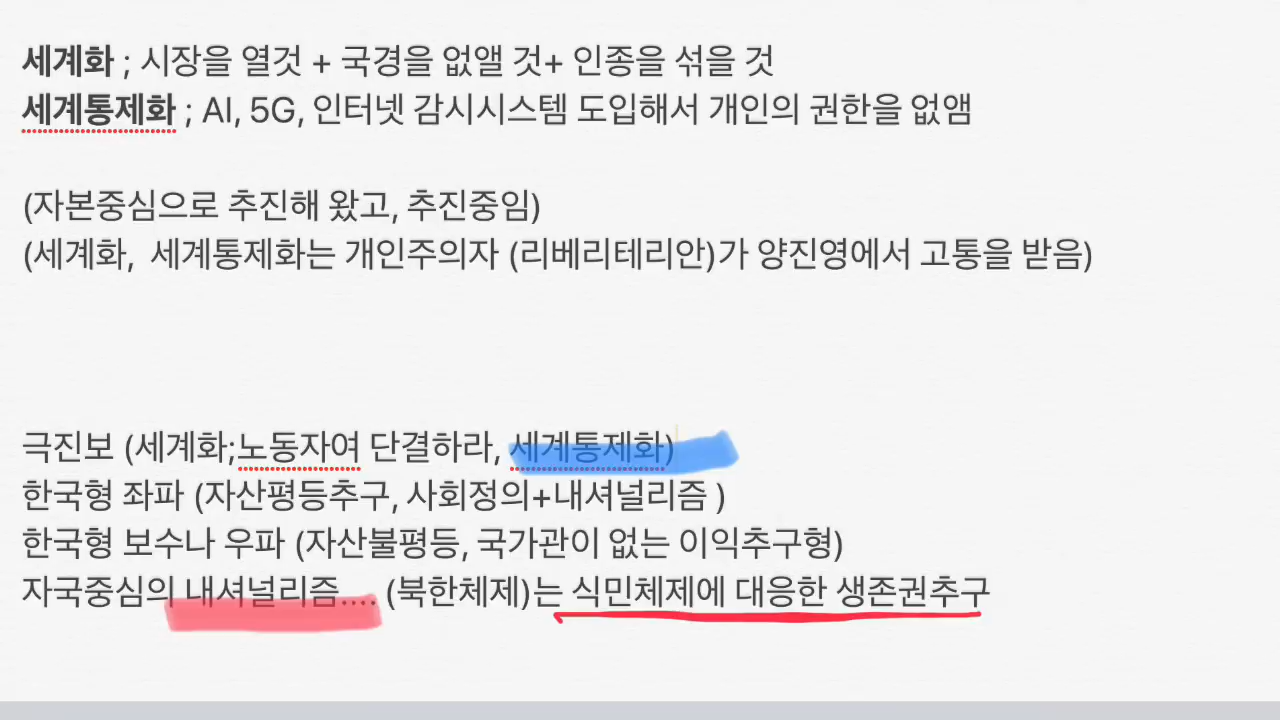 세계화 ; 시장을 열것 + 국경을 없앨 것+ 인종을 섞을 것
세계통제화 ; AI, 5G, 인터넷 감시시스템 도입해서 개인의 권한을 없앰
(자본중심으로 추진해 왔고, 추진중임)
(세계화,  세계통제화는 개인주의자 (리베리테리안)가 양진영에서 고통을 받음)
극진보 (세계화;노동자여 단결하라, 세계통제화)
한국형 좌파 (자산평등추구, 사회정의+내셔널리즘 )
한국형 보수나 우파 (자산불평등, 국가관이 없는 이익추구형)
자국중심의 내셔널리즘.... (북한체제)는 식민체제에 대응한 생존권추구